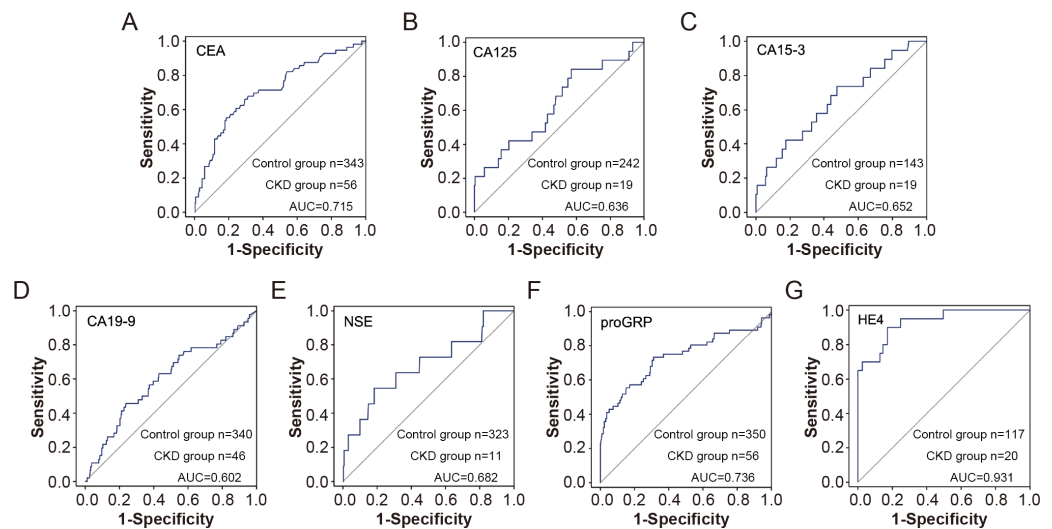 A
CEA
Sensitivity
1.0
0.8
0.6
0.4
0.2
0.0
Control group n=343
CKD group n=56
AUC=0.715
0.0 0.2 0.4 0.6 0.8 1.0
1-Specificity
B
CA125
Sensitivity
1.0
0.8
0.6
0.4
0.2
0.0
Control group n=242
CKD group n=19
AUC=0.636
0.0 0.2 0.4 0.6 0.8 1.0
1-Specificity
C
CA15-3
Sensitivity
1.0
0.8
0.6
0.4
0.2
0.0
Control group n=143
CKD group n=19
AUC=0.652
0.0 0.2 0.4 0.6 0.8 1.0
1-Specificity
D
CA19-9
Sensitivity
1.0
0.8
0.6
0.4
0.2
0.0
Control group n=340
CKD group n=46
AUC=0.602
0.0 0.2 0.4 0.6 0.8 1.0
1-Specificity
E
NSE
Sensitivity
1.0
0.8
0.6
0.4
0.2
0.0
Control group n=323
CKD group n=11
AUC=0.682
0.0 0.2 0.4 0.6 0.8 1.0
1-Specificity
F
proGRP
Sensitivity
1.0
0.8
0.6
0.4
0.2
0.0
Control group n=350
CKD group n=56
AUC=0.736
0.0 0.2 0.4 0.6 0.8 1.0
1-Specificity
G
HE4
Sensitivity
1.0
0.8
0.6
0.4
0.2
0.0
Control group n=117
CKD group n=20
AUC=0.931
0.0 0.2 0.4 0.6 0.8 1.0
1-Specificity